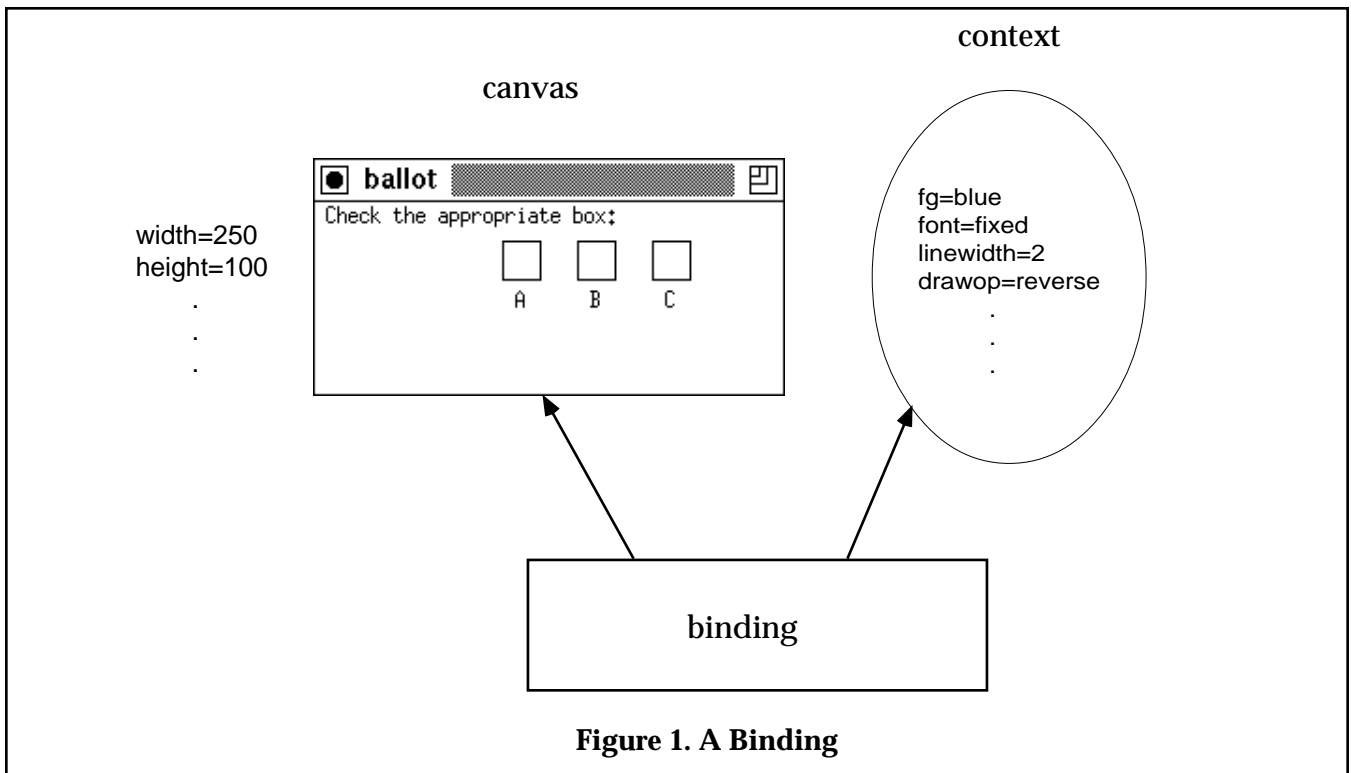 context
canvas
ballot
Check the appropriate box:
A B C
width=250
height=100
.
.
.
fg=blue
font=fixed
linewidth=2
drawop=reverse
.
.
.
binding
Figure 1. A Binding